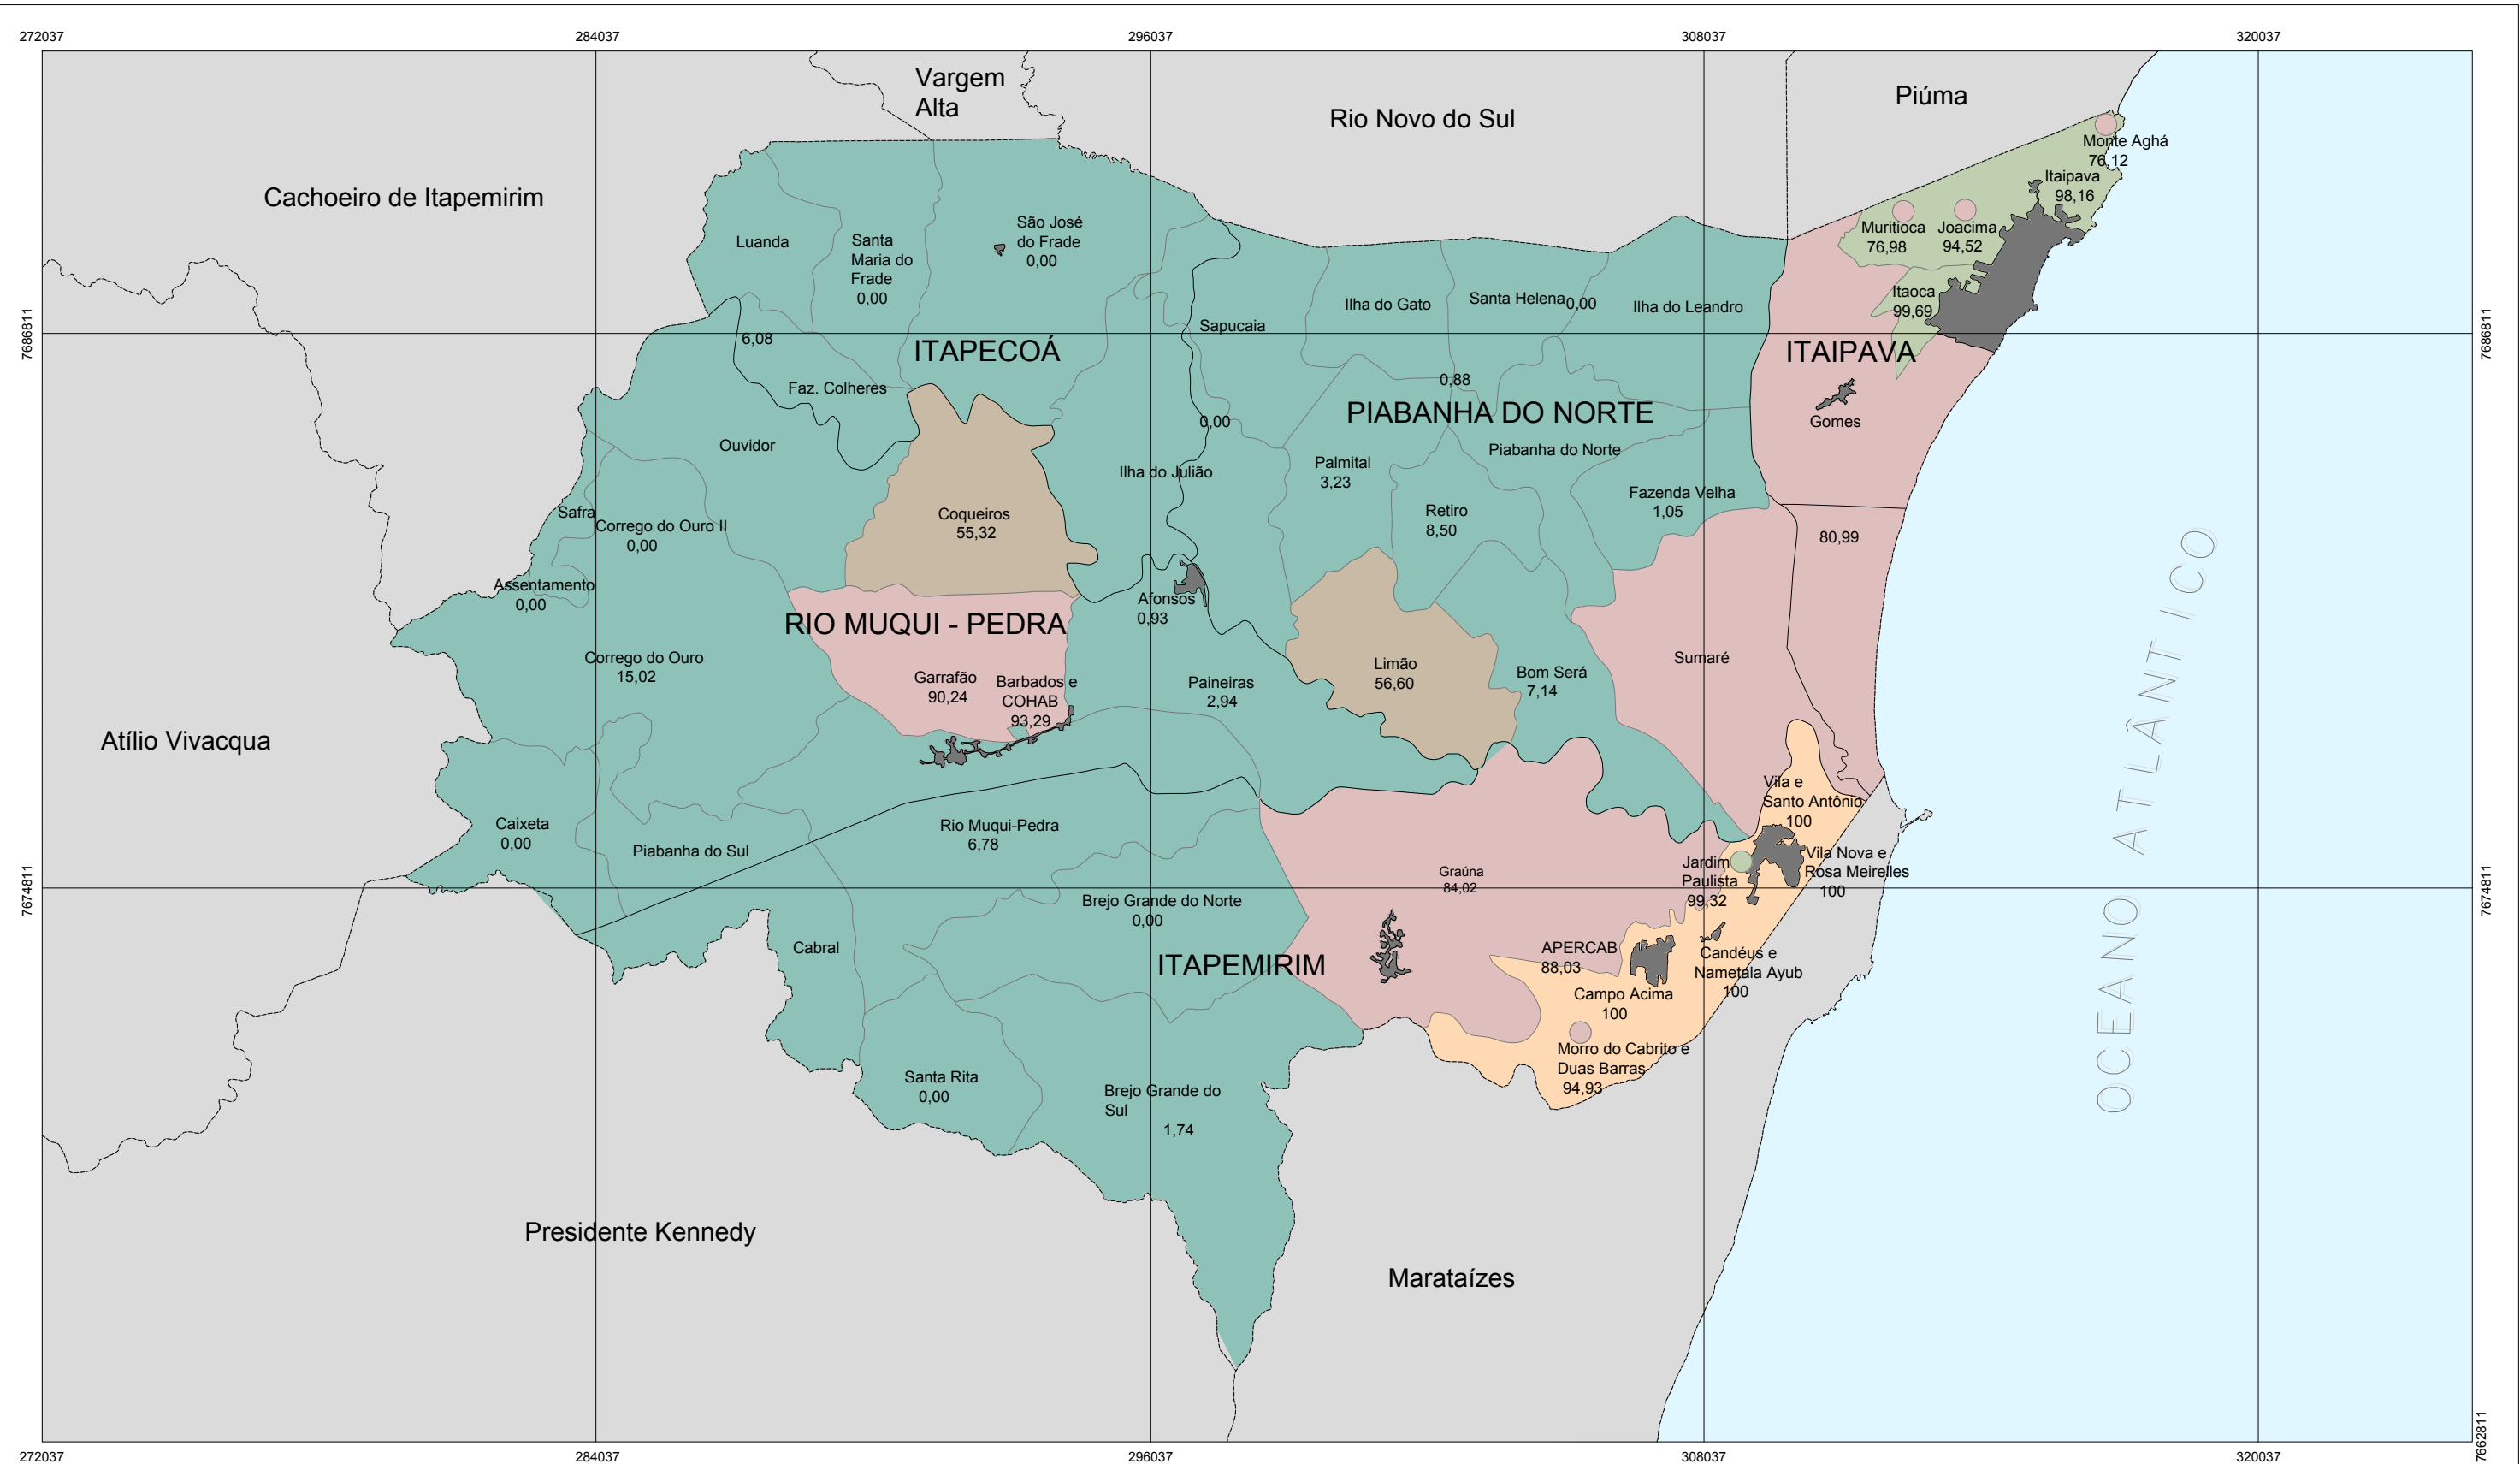 272037
284037
296037
308037
320037
Vargem
Alta
Piúma
Rio Novo do Sul
Monte Aghá
76,12
Itaipava
98,16
Cachoeiro de Itapemirim
São José
do Frade
0,00
Muritioca
76,98
Joacima
94,52
Luanda
Santa
Maria do
Frade
0,00
Itaoca
99,69
Ilha do Gato
Santa Helena
0,00
Ilha do Leandro
Sapucaia
7686811
7686811
6,08
ITAPECOÁ
ITAIPAVA
Faz. Colheres
0,88
PIABANHA DO NORTE
0,00
Gomes
Ouvidor
Piabanha do Norte
Ilha do Julião
Palmital
3,23
Fazenda Velha
1,05
Safra
Corrego do Ouro II
0,00
Coqueiros
55,32
Retiro
8,50
80,99
Assentamento
0,00
Afonsos
0,93
RIO MUQUI - PEDRA
Corrego do Ouro
15,02
Garrafão
90,24
Barbados e
COHAB
93,29
Paineiras
2,94
Limão
56,60
Bom Será
7,14
Sumaré
OCEANO ATLÂNTICO
Atílio Vivacqua
Vila e
Santo Antônio
100
Caixeta
0,00
Piabanha do Sul
Rio Muqui-Pedra
6,78
Vila Nova e
Rosa Meirelles
100
Jardim
Paulista
99,32
Graúna
84,02
7674811
7674811
Brejo Grande do Norte
0,00
Cabral
ITAPEMIRIM
APERCAB
88,03
Candéus e
Nametala Ayub
100
Campo Acima
100
Morro do Cabrito e
Duas Barras
94,93
Santa Rita
0,00
Brejo Grande do
Sul
1,74
Presidente Kennedy
Marataízes
7662811
272037
284037
296037
308037
320037